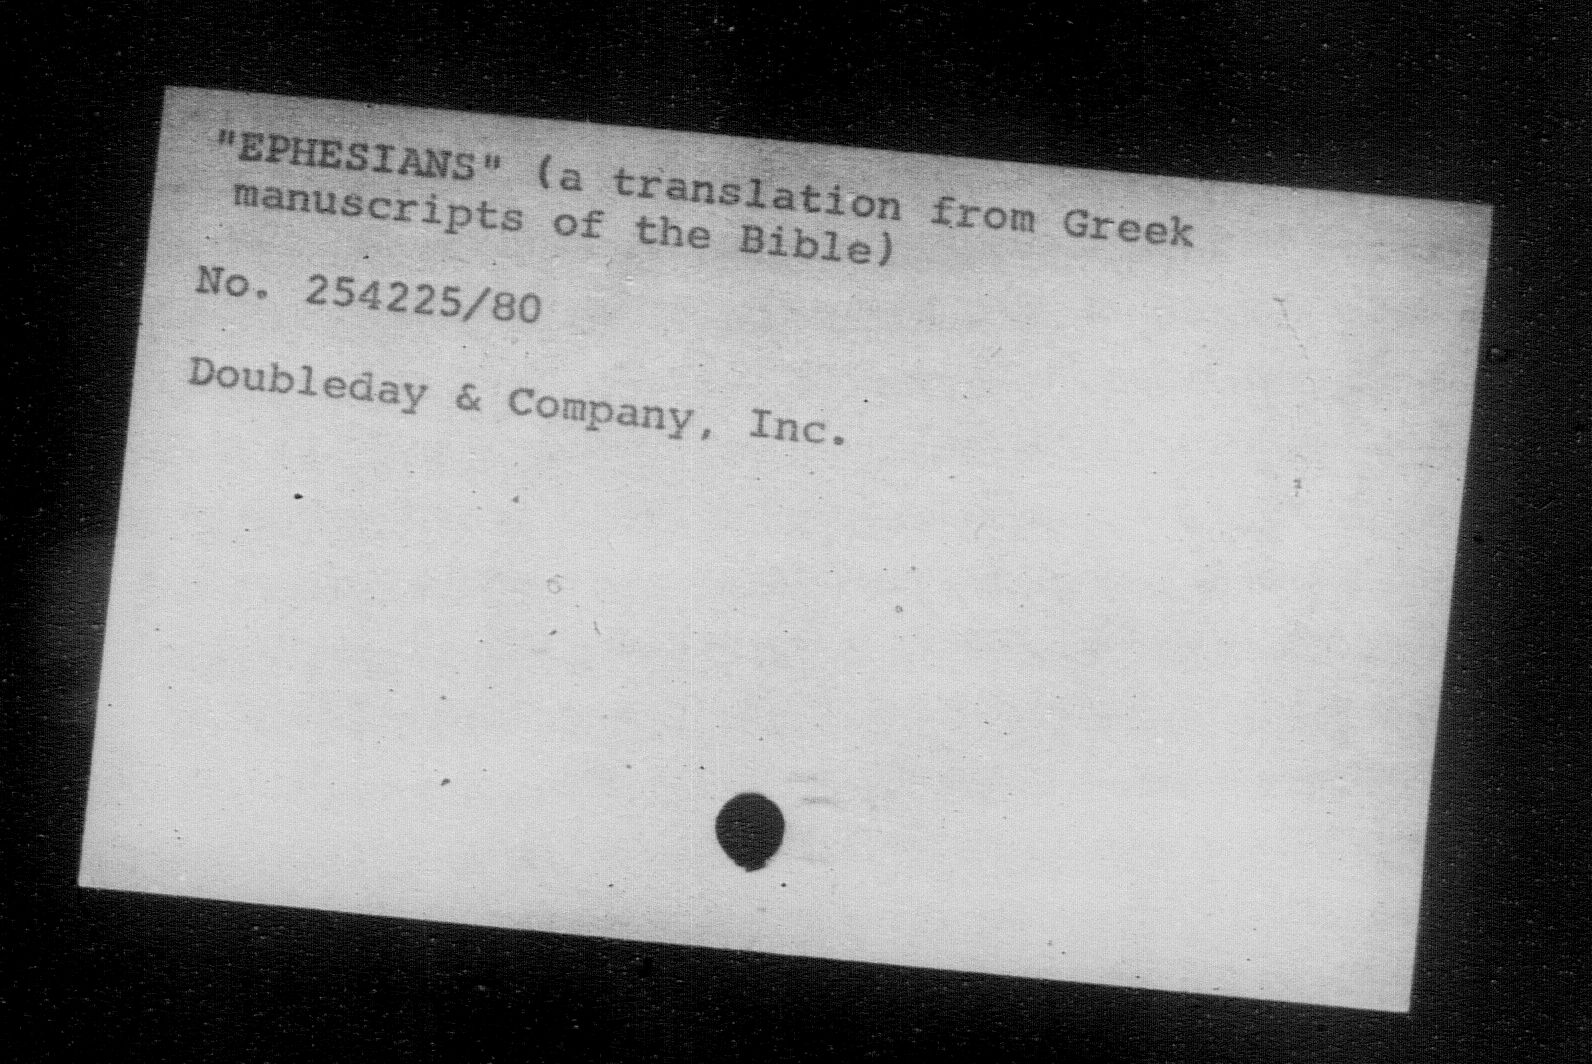 "EPHESIANS" (a translation from Greek
manuscripts of the Bible)
No. 254225/80
Doubleday & Company, Inc.